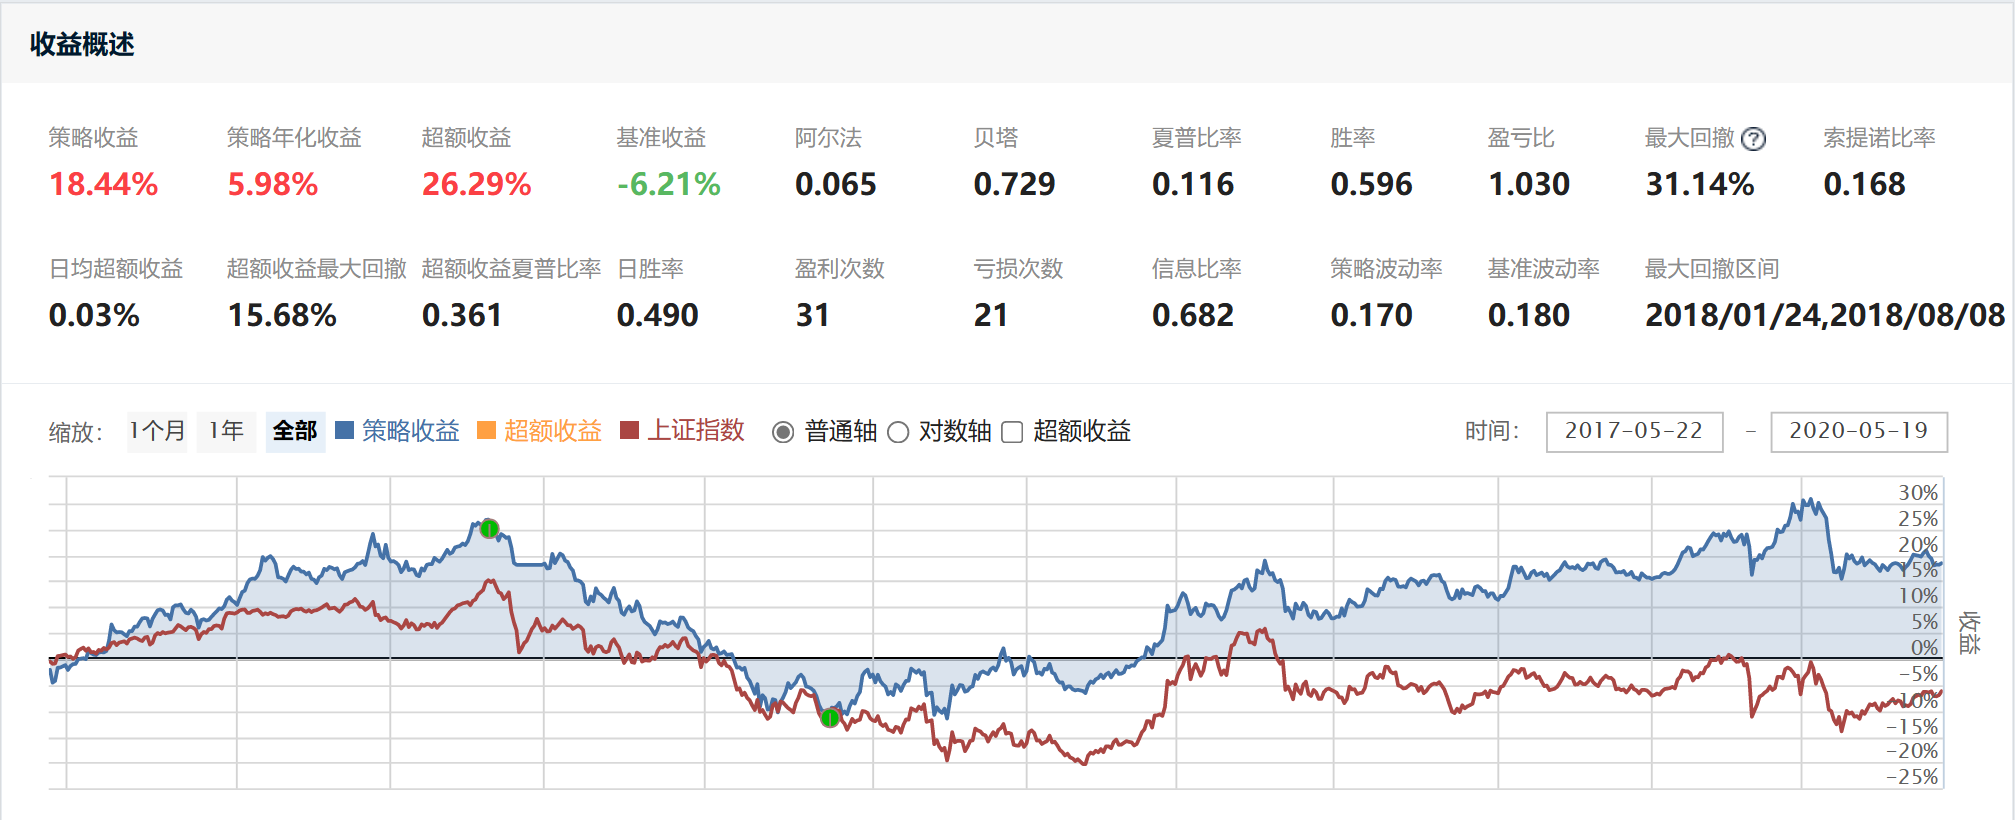 收益概述
策略收益 策略年化收益 超额收益 基准收益 阿尔法 贝塔 夏普比率 胜率 盈亏比 最大回撤 ? 索提诺比率
18.44% 5.98% 26.29% -6.21% 0.065 0.729 0.116 0.596 1.030 31.14% 0.168
日均超额收益 超额收益最大回撤 超额收益夏普比率 日胜率 盈利次数 亏损次数 信息比率 策略波动率 基准波动率 最大回撤区间
0.03% 15.68% 0.361 0.490 31 21 0.682 0.170 0.180 2018/01/24,2018/08/08
缩放: 1个月 1年 全部 策略收益 超额收益 上证指数 普通轴 对数轴 超额收益 时间: 2017-05-22 - 2020-05-19
30%
25%
20%
15%
10%
5%
0%
-5%
-10%
-15%
-20%
-25%
收益